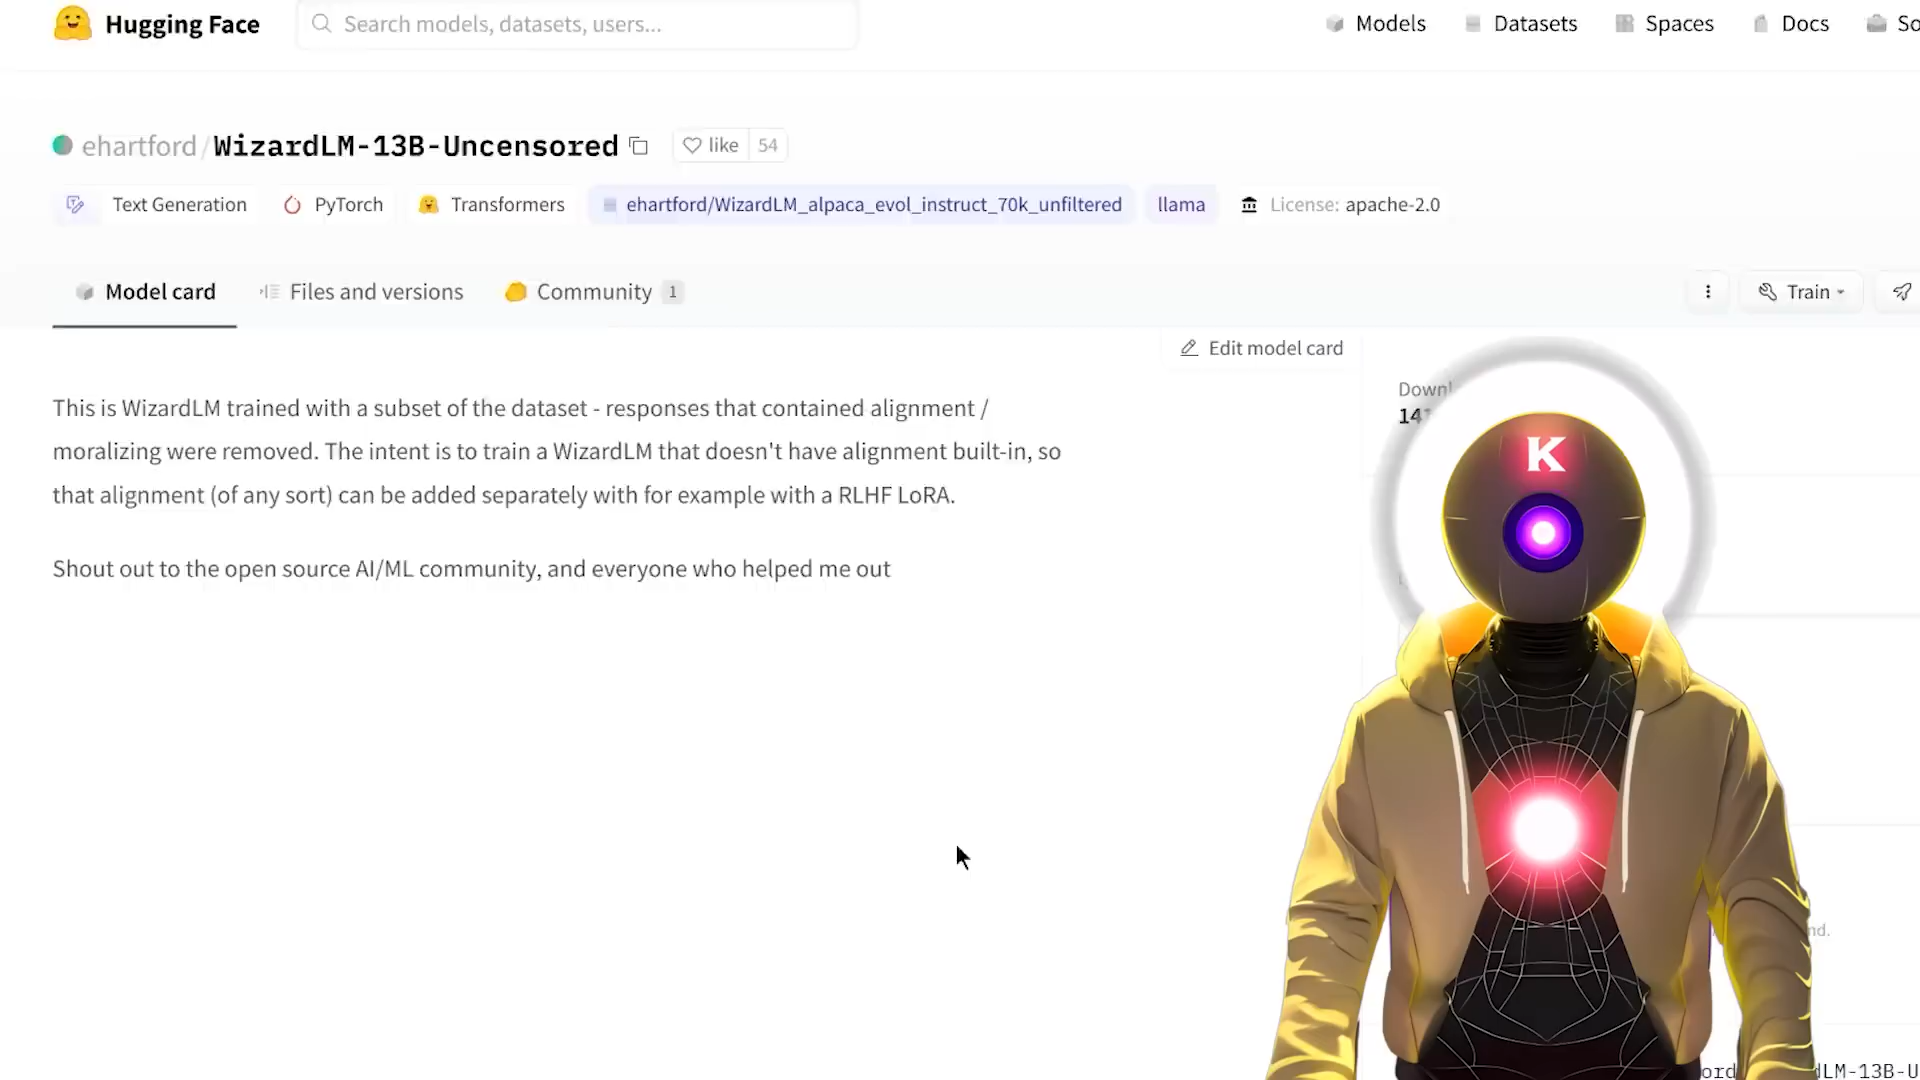 Hugging Face
Search models, datasets, users...
Models
Datasets
Spaces
Docs
ehartford/WizardLM-13B-Uncensored
like 54
Text Generation
PyTorch
Transformers
ehartford/WizardLM_alpaca_evol_instruct_70k_unfiltered
llama
License: apache-2.0
Model card
Files and versions
Community 1
Train
Edit model card
This is WizardLM trained with a subset of the dataset - responses that contained alignment /
moralizing were removed. The intent is to train a WizardLM that doesn't have alignment built-in, so
that alignment (of any sort) can be added separately with for example with a RLHF LoRA.
Shout out to the open source AI/ML community, and everyone who helped me out
K